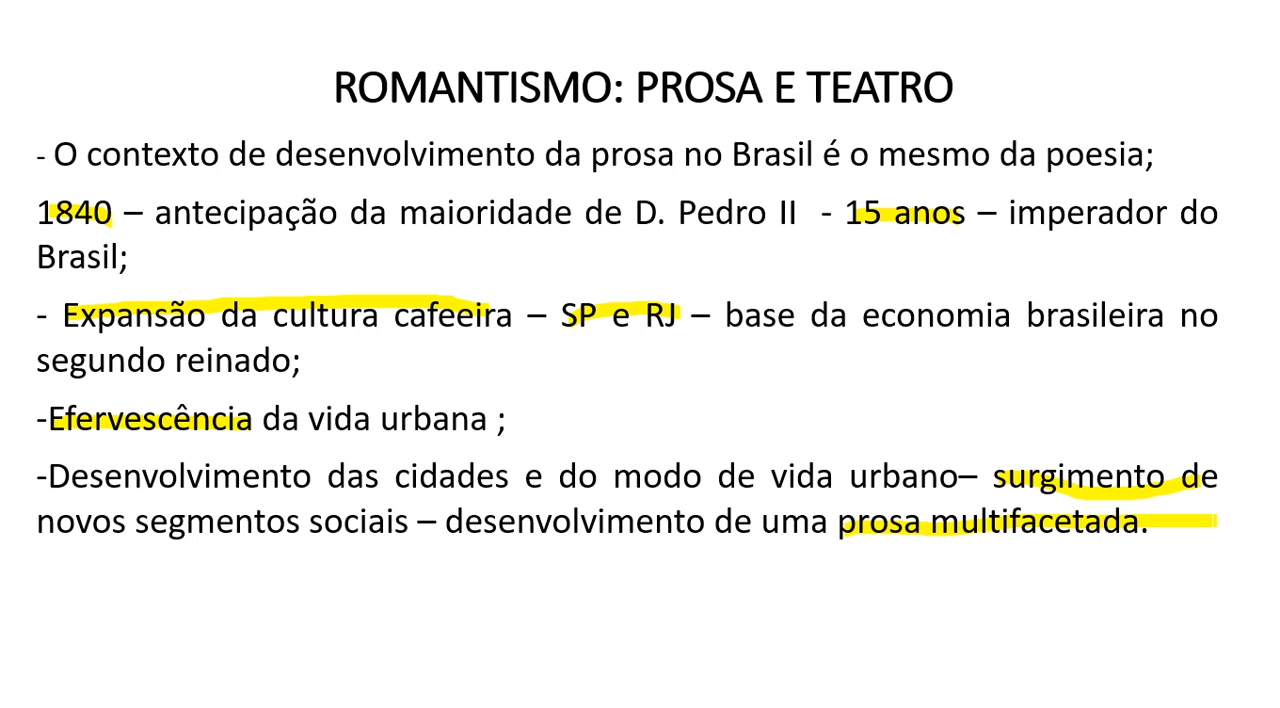 ROMANTISMO: PROSA E TEATRO
- O contexto de desenvolvimento da prosa no Brasil é o mesmo da poesia;
1840 – antecipação da maioridade de D. Pedro II - 15 anos – imperador do
Brasil;
- Expansão da cultura cafeeira – SP e RJ – base da economia brasileira no
segundo reinado;
-Efervescência da vida urbana ;
-Desenvolvimento das cidades e do modo de vida urbano– surgimento de
novos segmentos sociais – desenvolvimento de uma prosa multifacetada.